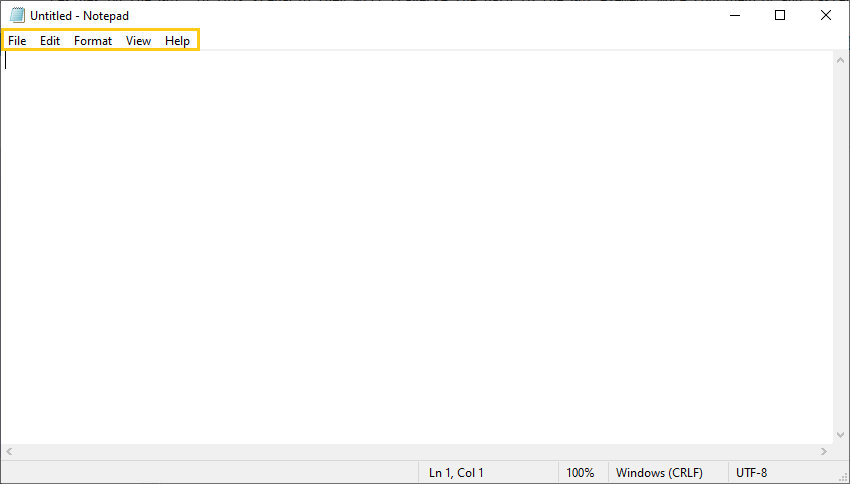 Untitled - Notepad
File Edit Format View Help
Ln 1, Col 1 100% Windows (CRLF) UTF-8